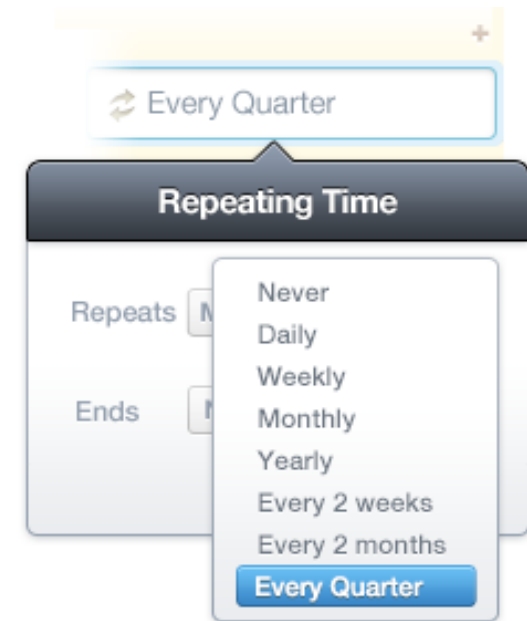 +
Every Quarter
Repeating Time
Repeats
Never
Daily
Weekly
Ends
Monthly
Yearly
Every 2 weeks
Every 2 months
Every Quarter